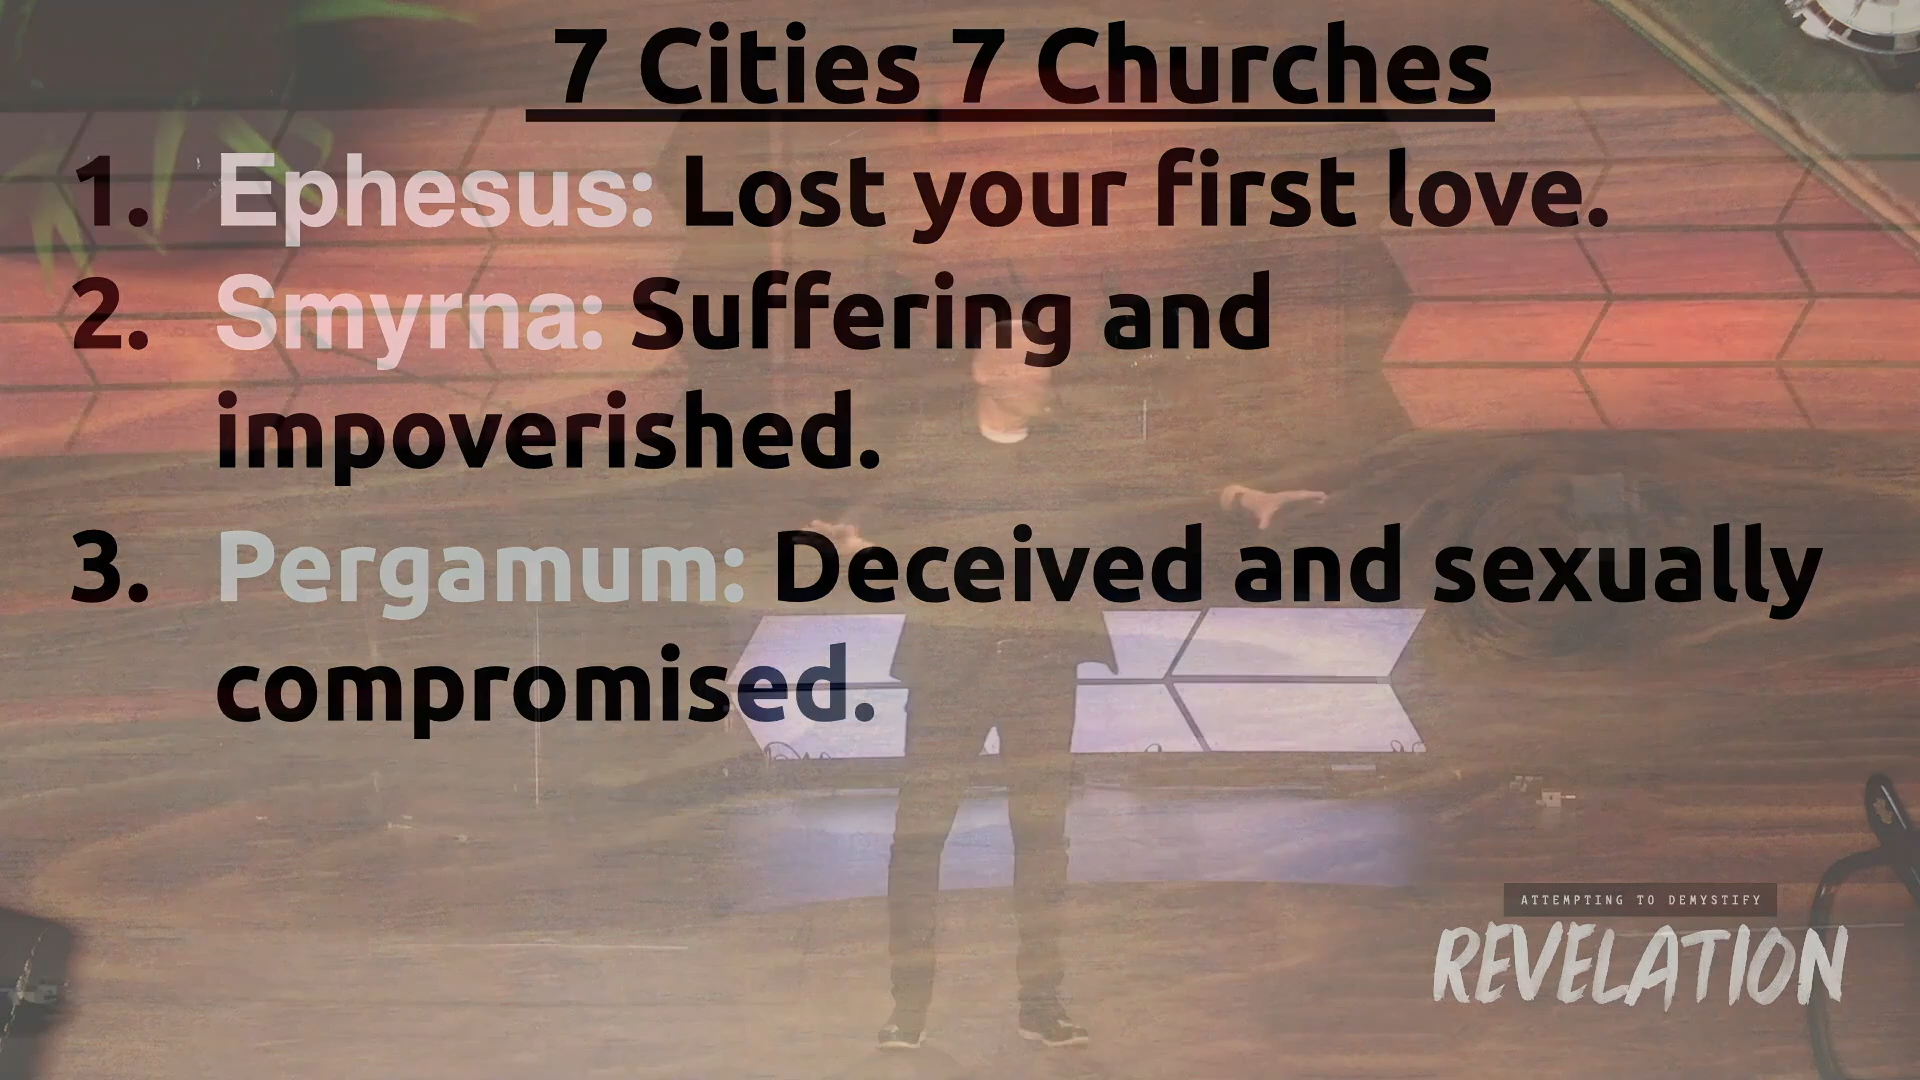 7 Cities 7 Churches
1. Ephesus: Lost your first love.
2. Smyrna: Suffering and
impoverished.
3. Pergamum: Deceived and sexually
compromised.
ATTEMPTING TO DEMYSTIFY
REVELATION